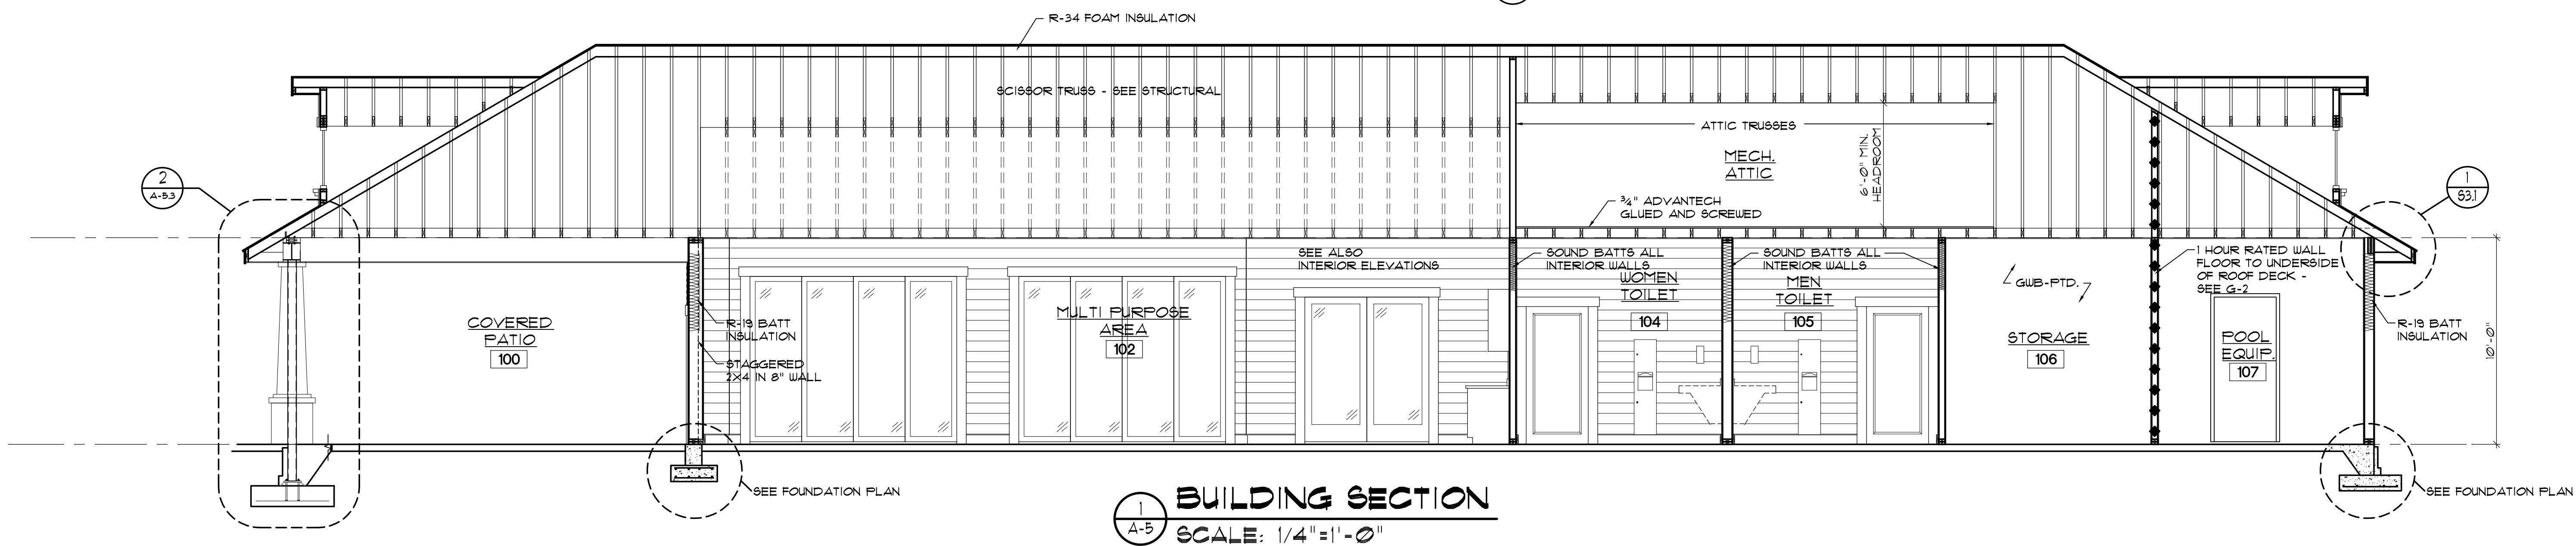 R-34 FOAM INSULATION
SCISSOR TRUSS - SEE STRUCTURAL
ATTIC TRUSSES
MECH.
ATTIC
6'-0" MIN.
HEADROOM
2
A-5.3
1
S3.1
3/4" ADVANTECH
GLUED AND SCREWED
SEE ALSO
INTERIOR ELEVATIONS
SOUND BATTS ALL
INTERIOR WALLS
SOUND BATTS ALL
INTERIOR WALLS
1 HOUR RATED WALL
FLOOR TO UNDERSIDE
OF ROOF DECK -
SEE G-2
WOMEN
TOILET
104
MEN
TOILET
105
GWB-PTD.
COVERED
PATIO
100
R-19 BATT
INSULATION
STAGGERED
2X4 IN 8" WALL
MULTI PURPOSE
AREA
102
STORAGE
106
POOL
EQUIP.
107
R-19 BATT
INSULATION
10'-0"
SEE FOUNDATION PLAN
SEE FOUNDATION PLAN
1
A-5
BUILDING SECTION
SCALE: 1/4"=1'-0"